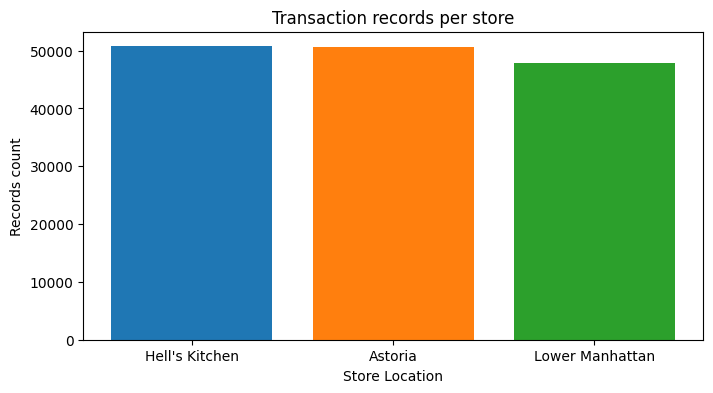 Transaction records per store
Records count
50000
40000
30000
20000
10000
0
Hell's Kitchen
Astoria
Lower Manhattan
Store Location